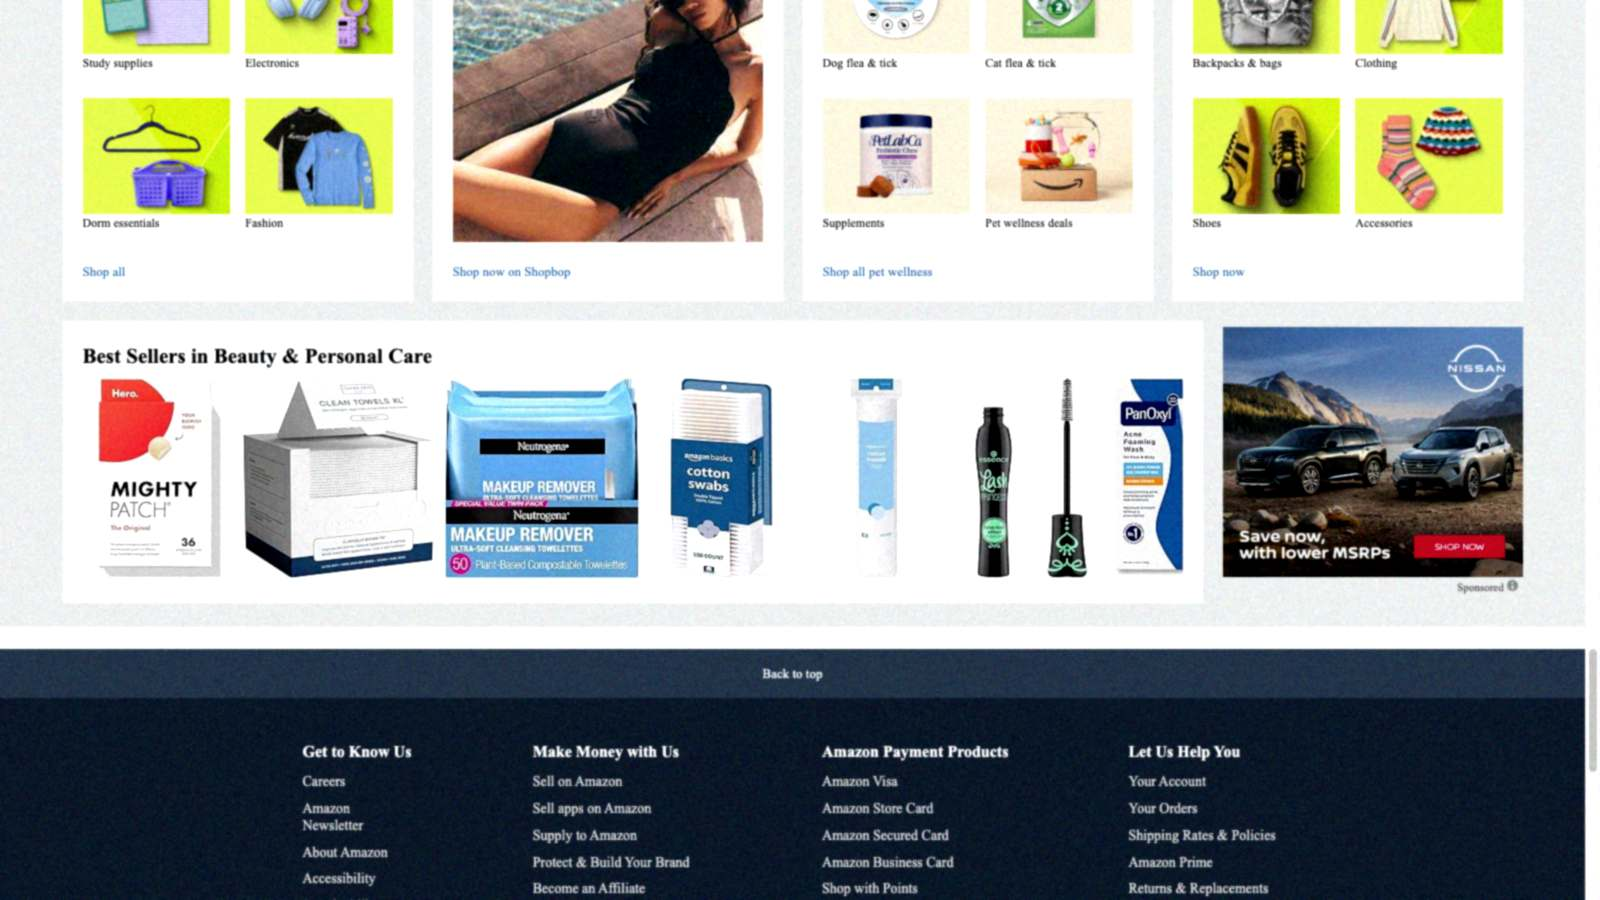 Study supplies
Electronics
Dorm essentials
Fashion
Shop all
Shop now on Shopbop
Dog flea & tick
Cat flea & tick
PetLabCo
Probiotic Chews
Supplements
Pet wellness deals
Shop all pet wellness
Backpacks & bags
Clothing
Shoes
Accessories
Shop now
Best Sellers in Beauty & Personal Care
Hero.
MIGHTY
PATCH
The Original
36
CLEAN TOWELS XL
Neutrogena
MAKEUP REMOVER
ULTRA-SOFT CLEANSING TOWELETTES
SPECIAL VALUE TWIN PACK
Neutrogena
MAKEUP REMOVER
ULTRA-SOFT CLEANSING TOWELETTES
50 Plant-Based Compostable Towelettes
amazon basics
cotton
swabs
essence
Lash
PRINCESS
PanOxyl
Acne
Foaming
Wash
NISSAN
Save now,
with lower MSRPs
SHOP NOW
Sponsored
Back to top
Get to Know Us
Careers
Amazon
Newsletter
About Amazon
Accessibility
Make Money with Us
Sell on Amazon
Sell apps on Amazon
Supply to Amazon
Protect & Build Your Brand
Become an Affiliate
Amazon Payment Products
Amazon Visa
Amazon Store Card
Amazon Secured Card
Amazon Business Card
Shop with Points
Let Us Help You
Your Account
Your Orders
Shipping Rates & Policies
Amazon Prime
Returns & Replacements